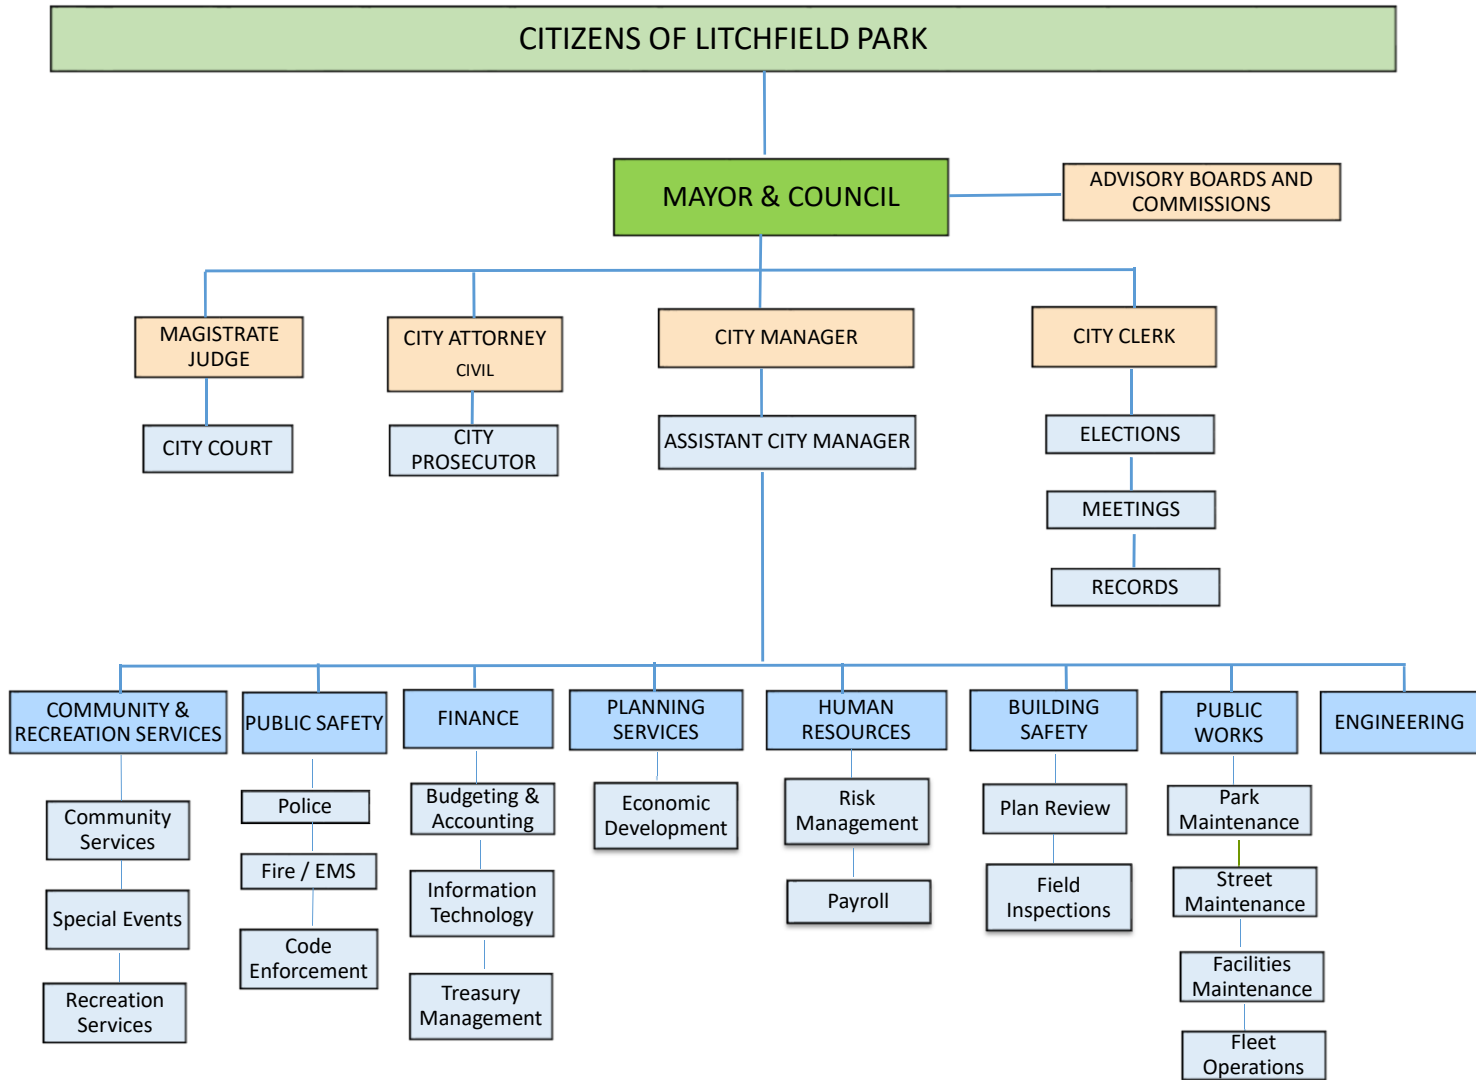 CITIZENS OF LITCHFIELD PARK
MAYOR & COUNCIL
ADVISORY BOARDS AND
COMMISSIONS
MAGISTRATE
JUDGE
CITY ATTORNEY
CIVIL
CITY MANAGER
CITY CLERK
CITY COURT
CITY
PROSECUTOR
ASSISTANT CITY MANAGER
ELECTIONS
MEETINGS
RECORDS
COMMUNITY &
RECREATION SERVICES
PUBLIC SAFETY
FINANCE
PLANNING
SERVICES
HUMAN
RESOURCES
BUILDING
SAFETY
PUBLIC
WORKS
ENGINEERING
Community
Services
Special Events
Recreation
Services
Police
Fire / EMS
Code
Enforcement
Budgeting &
Accounting
Information
Technology
Treasury
Management
Economic
Development
Risk
Management
Payroll
Plan Review
Field
Inspections
Park
Maintenance
Street
Maintenance
Facilities
Maintenance
Fleet
Operations